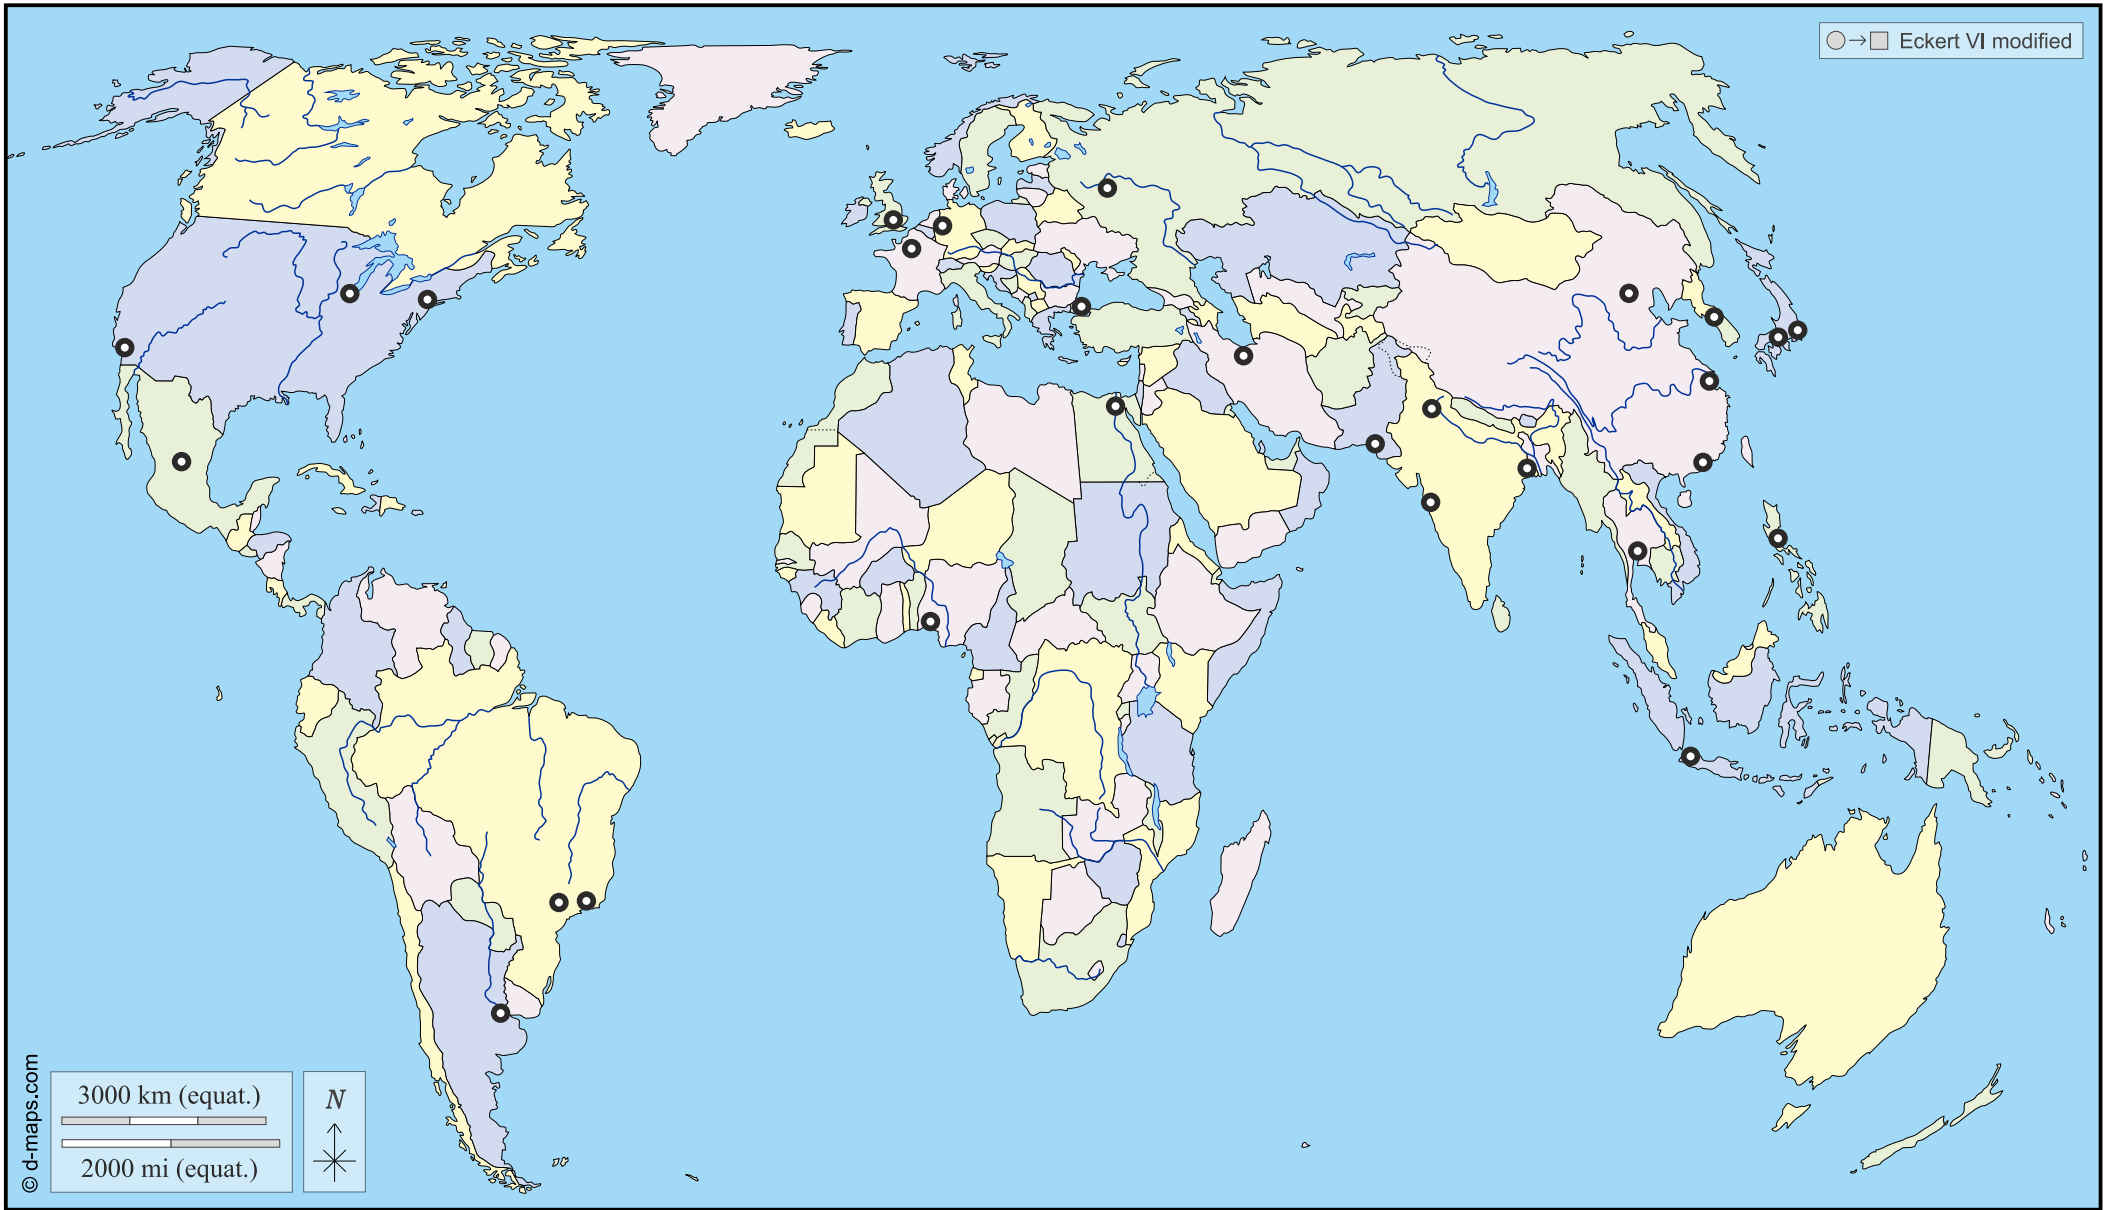 Eckert VI modified
3000 km (equat.)
2000 mi (equat.)
N
© d-maps.com